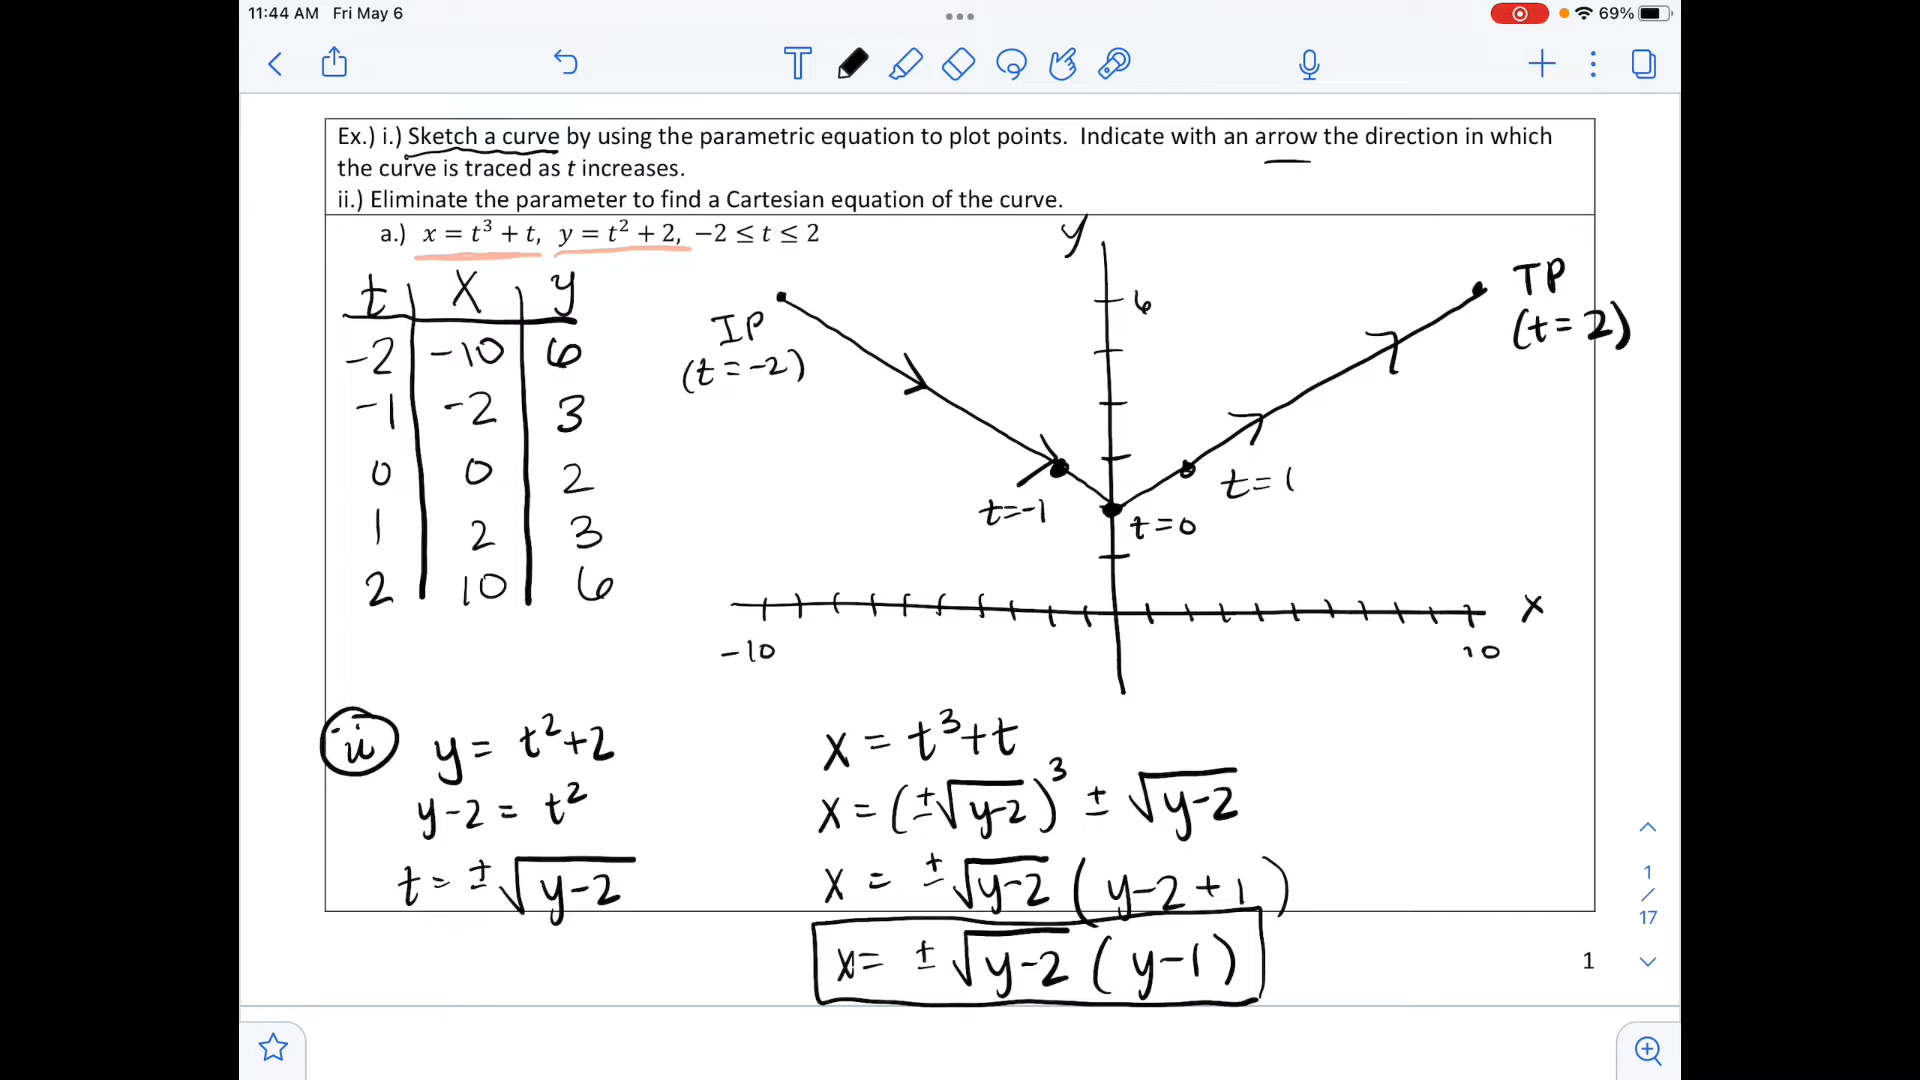 11:44 AM Fri May 6
69%
Ex.) i.) Sketch a curve by using the parametric equation to plot points. Indicate with an arrow the direction in which
the curve is traced as t increases.
ii.) Eliminate the parameter to find a Cartesian equation of the curve.
a.) x = t³ + t, y = t² + 2, −2 ≤ t ≤ 2
t x y
-2 -10 6
-1 -2 3
0 0 2
1 2 3
2 10 6
y
6
IP
(t = -2)
TP
(t = 2)
t=-1
t=0
t=1
x
-10
10
ii
y = t²+2
y-2 = t²
t = ±√(y-2)
x = t³+t
x = (±√(y-2))³ ± √(y-2)
x = ±√(y-2) (y-2+1)
x = ±√(y-2) (y-1)
1
1
/
17